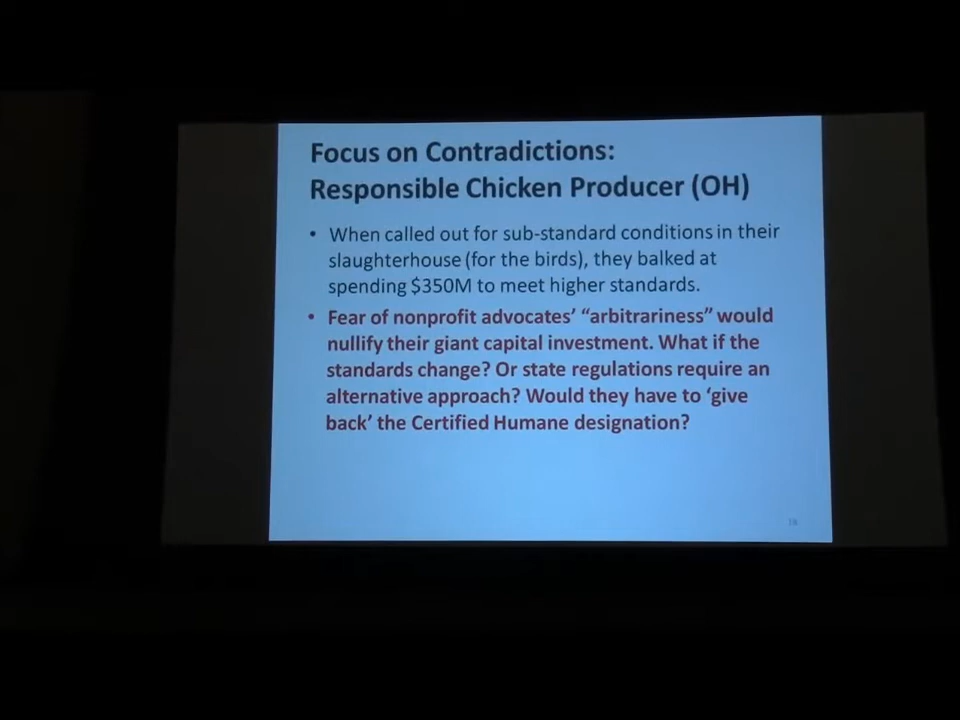 Focus on Contradictions:
Responsible Chicken Producer (OH)
• When called out for sub-standard conditions in their
slaughterhouse (for the birds), they balked at
spending $350M to meet higher standards.
• Fear of nonprofit advocates’ “arbitrariness” would
nullify their giant capital investment. What if the
standards change? Or state regulations require an
alternative approach? Would they have to ‘give
back’ the Certified Humane designation?